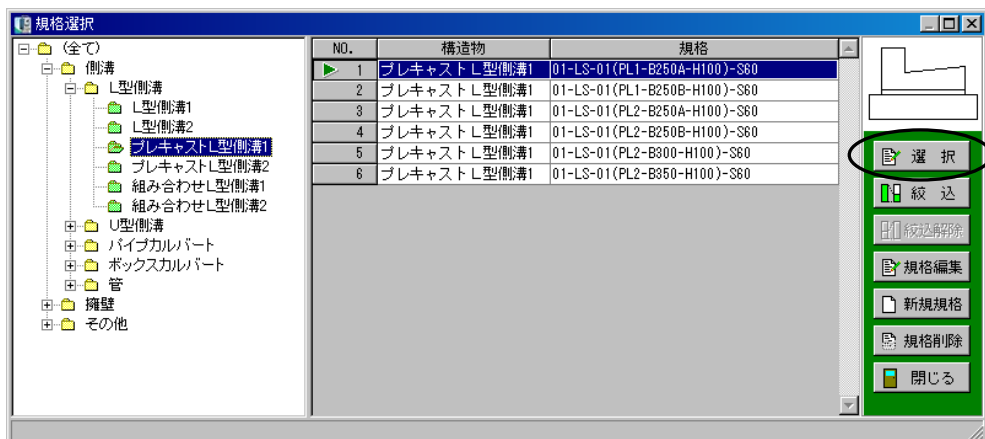 規格選択
(全て)
側溝
L型側溝
L型側溝1
L型側溝2
プレキャストL型側溝1
プレキャストL型側溝2
組み合わせL型側溝1
組み合わせL型側溝2
U型側溝
パイプカルバート
ボックスカルバート
管
擁壁
その他
NO. 構造物 規格
1 プレキャストL型側溝1 01-LS-01(PL1-B250A-H100)-S60
2 プレキャストL型側溝1 01-LS-01(PL1-B250B-H100)-S60
3 プレキャストL型側溝1 01-LS-01(PL2-B250A-H100)-S60
4 プレキャストL型側溝1 01-LS-01(PL2-B250B-H100)-S60
5 プレキャストL型側溝1 01-LS-01(PL2-B300-H100)-S60
6 プレキャストL型側溝1 01-LS-01(PL2-B350-H100)-S60
選 択
絞 込
絞込解除
規格編集
新規規格
規格削除
閉じる